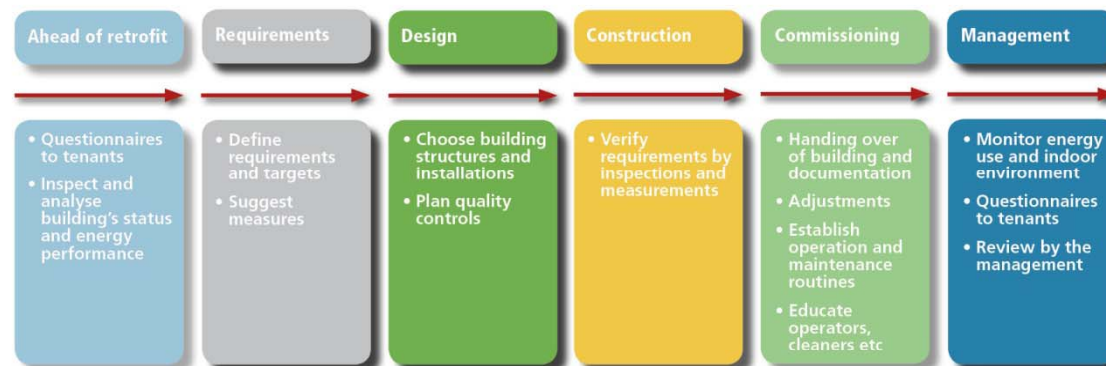 Ahead of retrofit
Requirements
Design
Construction
Commissioning
Management
• Questionnaires
to tenants
• Inspect and
analyse
building's status
and energy
performance
• Define
requirements
and targets
• Suggest
measures
• Choose building
structures and
installations
• Plan quality
controls
• Verify
requirements by
inspections and
measurements
• Handing over
of building and
documentation
• Adjustments
• Establish
operation and
maintenance
routines
• Educate
operators,
cleaners etc
• Monitor energy
use and indoor
environment
• Questionnaires
to tenants
• Review by the
management